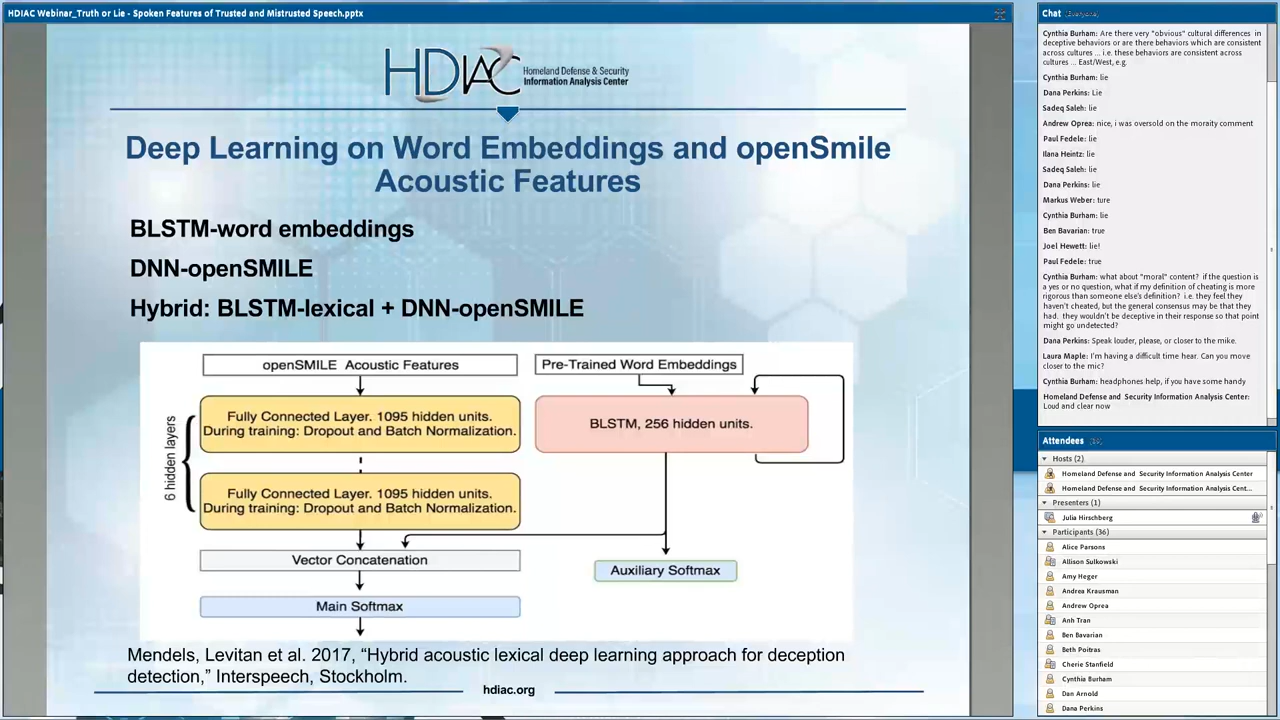 HDIAC Webinar_Truth or Lie - Spoken Features of Trusted and Mistrusted Speech.pptx
HDIAC
Homeland Defense & Security
Information Analysis Center
Deep Learning on Word Embeddings and openSmile
Acoustic Features
BLSTM-word embeddings
DNN-openSMILE
Hybrid: BLSTM-lexical + DNN-openSMILE
openSMILE Acoustic Features
Pre-Trained Word Embeddings
6 hidden layers
Fully Connected Layer. 1095 hidden units.
During training: Dropout and Batch Normalization.
BLSTM, 256 hidden units.
Fully Connected Layer. 1095 hidden units.
During training: Dropout and Batch Normalization.
Vector Concatenation
Auxiliary Softmax
Main Softmax
Mendels, Levitan et al. 2017, “Hybrid acoustic lexical deep learning approach for deception
detection,” Interspeech, Stockholm.
hdiac.org
Chat (Everyone)
Cynthia Burham: Are there very "obvious" cultural differences in
deceptive behaviors or are there behaviors which are consistent
across cultures ... i.e. these behaviors are consistent across
cultures ... East/West, e.g.
Cynthia Burham: lie
Dana Perkins: Lie
Sadeq Saleh: lie
Andrew Oprea: nice, i was oversold on the moraity comment
Paul Fedele: lie
Ilana Heintz: lie
Sadeq Saleh: lie
Dana Perkins: lie
Markus Weber: ture
Cynthia Burham: lie
Ben Bavarian: true
Joel Hewett: lie!
Paul Fedele: true
Cynthia Burham: what about "moral" content? if the question is
a yes or no question, what if my definition of cheating is more
rigorous than someone else's definition? i.e. they feel they
haven't cheated, but the general consensus may be that they
had. they wouldn't be deceptive in their response so that point
might go undetected?
Dana Perkins: Speak louder, please, or closer to the mike.
Laura Maple: I'm having a difficult time hear. Can you move
closer to the mic?
Cynthia Burham: headphones help, if you have some handy
Homeland Defense and Security Information Analysis Center:
Loud and clear now
Attendees
Hosts (2)
Homeland Defense and Security Information Analysis Center
Homeland Defense and Security Information Analysis Cent...
Presenters (1)
Julia Hirschberg
Participants (36)
Alice Parsons
Allison Sulkowski
Amy Heger
Andrea Krausman
Andrew Oprea
Anh Tran
Ben Bavarian
Beth Poitras
Cherie Stanfield
Cynthia Burham
Dan Arnold
Dana Perkins